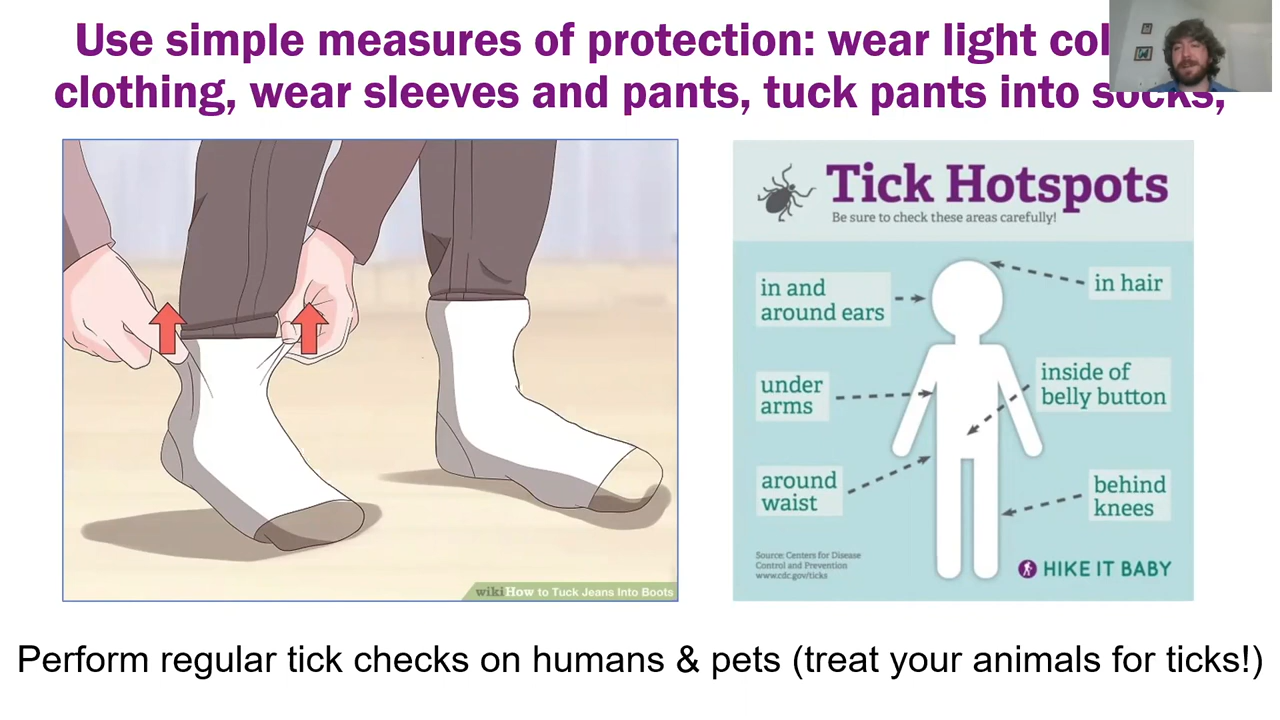 Use simple measures of protection: wear light col
clothing, wear sleeves and pants, tuck pants into socks,
wikiHow to Tuck Jeans Into Boots
Tick Hotspots
Be sure to check these areas carefully!
in and
around ears
in hair
under
arms
inside of
belly button
around
waist
behind
knees
Source: Centers for Disease
Control and Prevention
www.cdc.gov/ticks
HIKE IT BABY
Perform regular tick checks on humans & pets (treat your animals for ticks!)